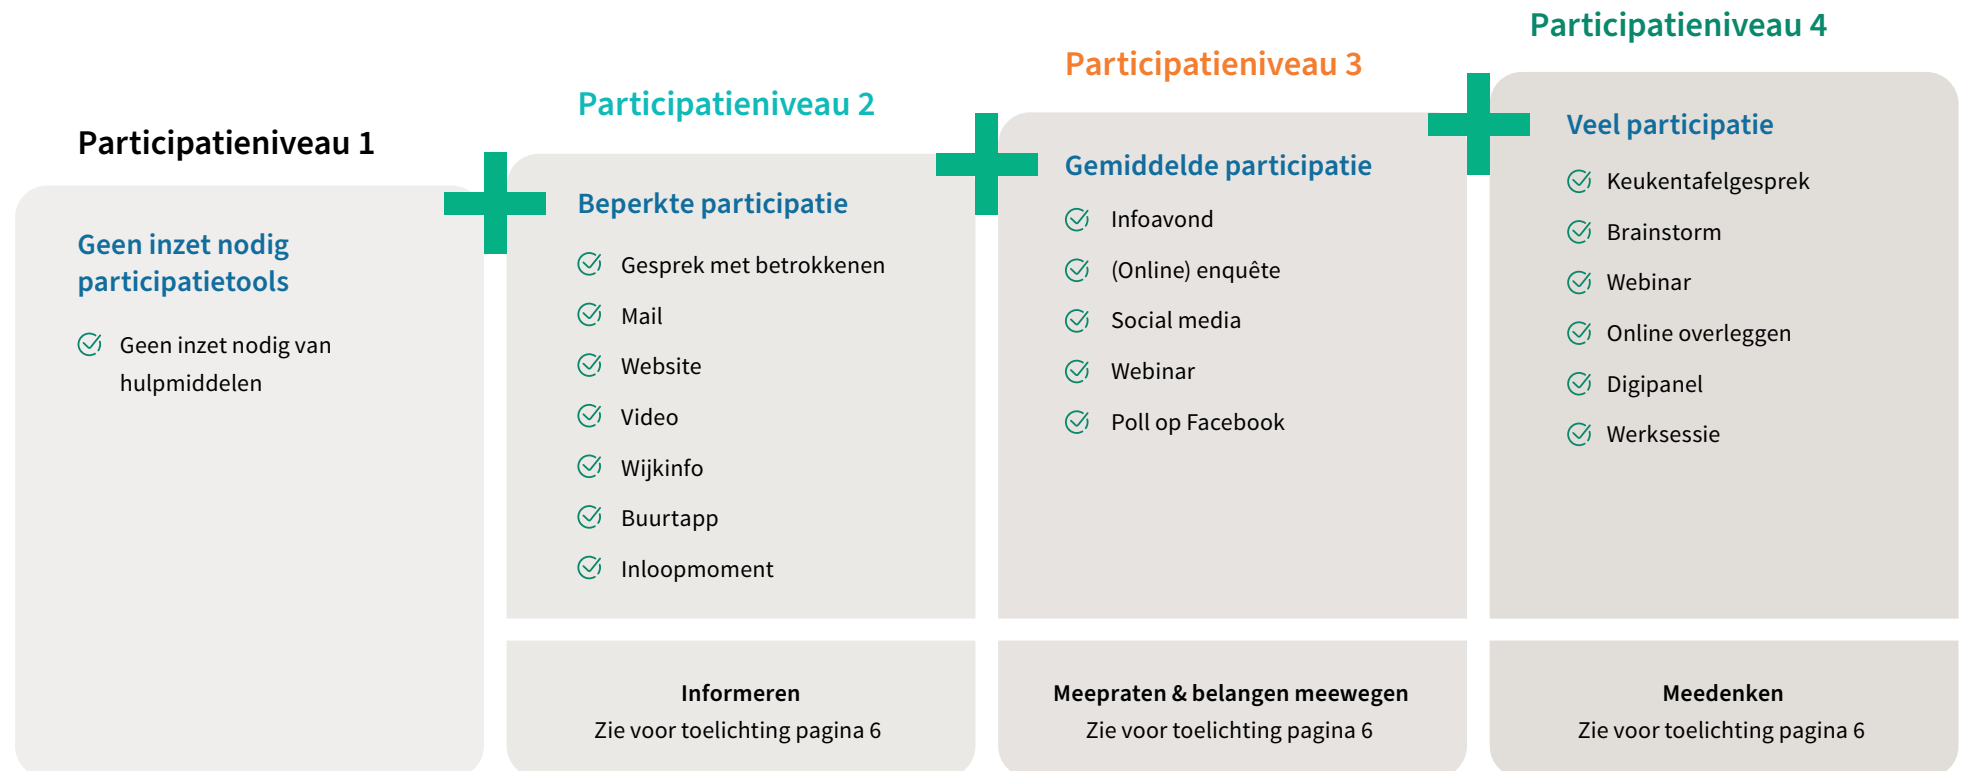 Participatieniveau 1
Geen inzet nodig
participatietools
Geen inzet nodig van
hulpmiddelen
Participatieniveau 2
Beperkte participatie
Gesprek met betrokkenen
Mail
Website
Video
Wijkinfo
Buurtapp
Inloopmoment
Informeren
Zie voor toelichting pagina 6
Participatieniveau 3
Gemiddelde participatie
Infoavond
(Online) enquête
Social media
Webinar
Poll op Facebook
Meepraten & belangen meewegen
Zie voor toelichting pagina 6
Participatieniveau 4
Veel participatie
Keukentafelgesprek
Brainstorm
Webinar
Online overleggen
Digipanel
Werksessie
Meedenken
Zie voor toelichting pagina 6